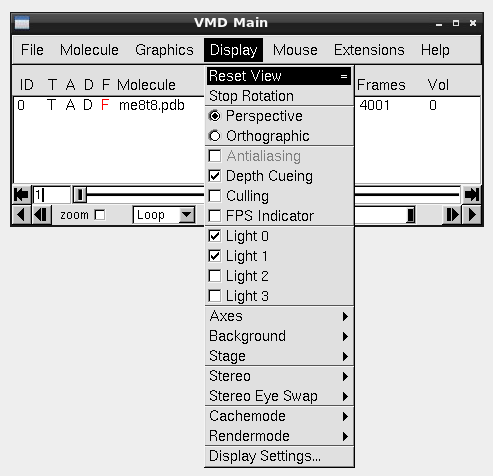 VMD Main
File Molecule Graphics Display Mouse Extensions Help
ID T A D F Molecule Frames Vol
0 T A D F me8t8.pdb 4001 0
1
zoom Loop
Reset View =
Stop Rotation
Perspective
Orthographic
Antialiasing
Depth Cueing
Culling
FPS Indicator
Light 0
Light 1
Light 2
Light 3
Axes
Background
Stage
Stereo
Stereo Eye Swap
Cachemode
Rendermode
Display Settings...